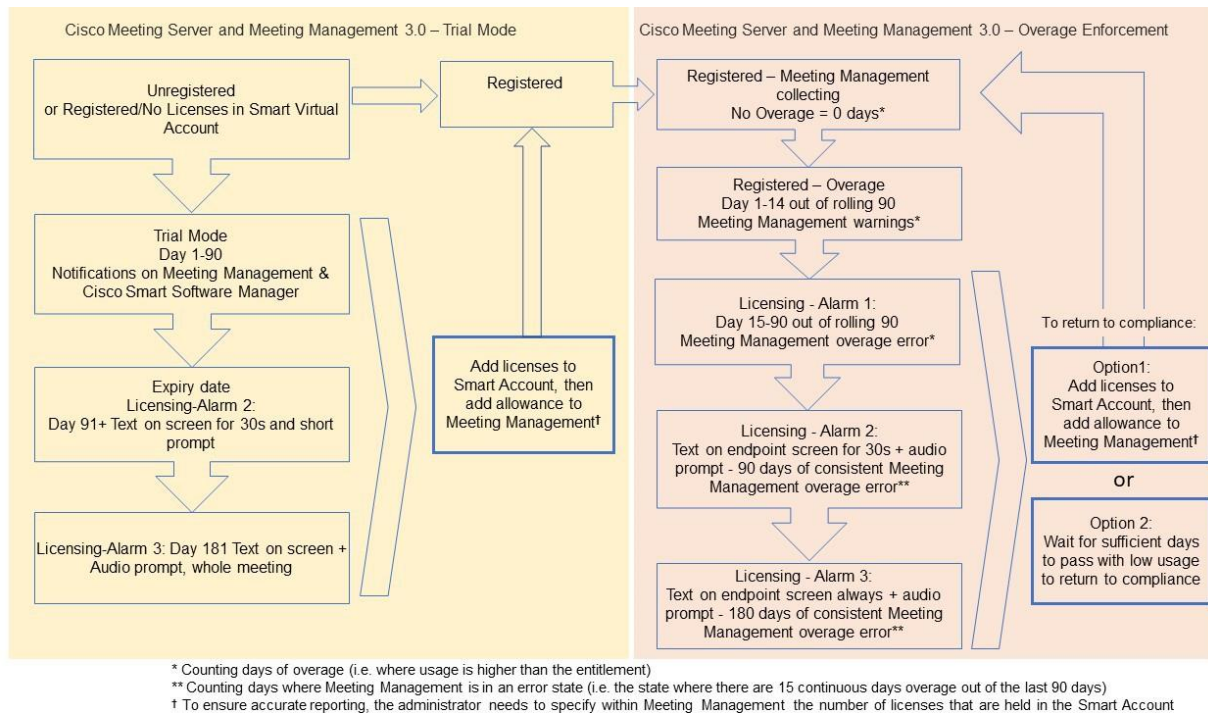 Cisco Meeting Server and Meeting Management 3.0 – Trial Mode
Unregistered
or Registered/No Licenses in Smart Virtual
Account
Registered
Trial Mode
Day 1-90
Notifications on Meeting Management &
Cisco Smart Software Manager
Expiry date
Licensing-Alarm 2:
Day 91+ Text on screen for 30s and short
prompt
Licensing-Alarm 3: Day 181 Text on screen +
Audio prompt, whole meeting
Add licenses to
Smart Account, then
add allowance to
Meeting Management†
Cisco Meeting Server and Meeting Management 3.0 – Overage Enforcement
Registered – Meeting Management
collecting
No Overage = 0 days*
Registered – Overage
Day 1-14 out of rolling 90
Meeting Management warnings*
Licensing - Alarm 1:
Day 15-90 out of rolling 90
Meeting Management overage error*
Licensing - Alarm 2:
Text on endpoint screen for 30s + audio
prompt - 90 days of consistent Meeting
Management overage error**
Licensing - Alarm 3:
Text on endpoint screen always + audio
prompt - 180 days of consistent Meeting
Management overage error**
To return to compliance:
Option1:
Add licenses to
Smart Account, then
add allowance to
Meeting Management†
or
Option 2:
Wait for sufficient days
to pass with low usage
to return to compliance
* Counting days of overage (i.e. where usage is higher than the entitlement)
** Counting days where Meeting Management is in an error state (i.e. the state where there are 15 continuous days overage out of the last 90 days)
† To ensure accurate reporting, the administrator needs to specify within Meeting Management the number of licenses that are held in the Smart Account